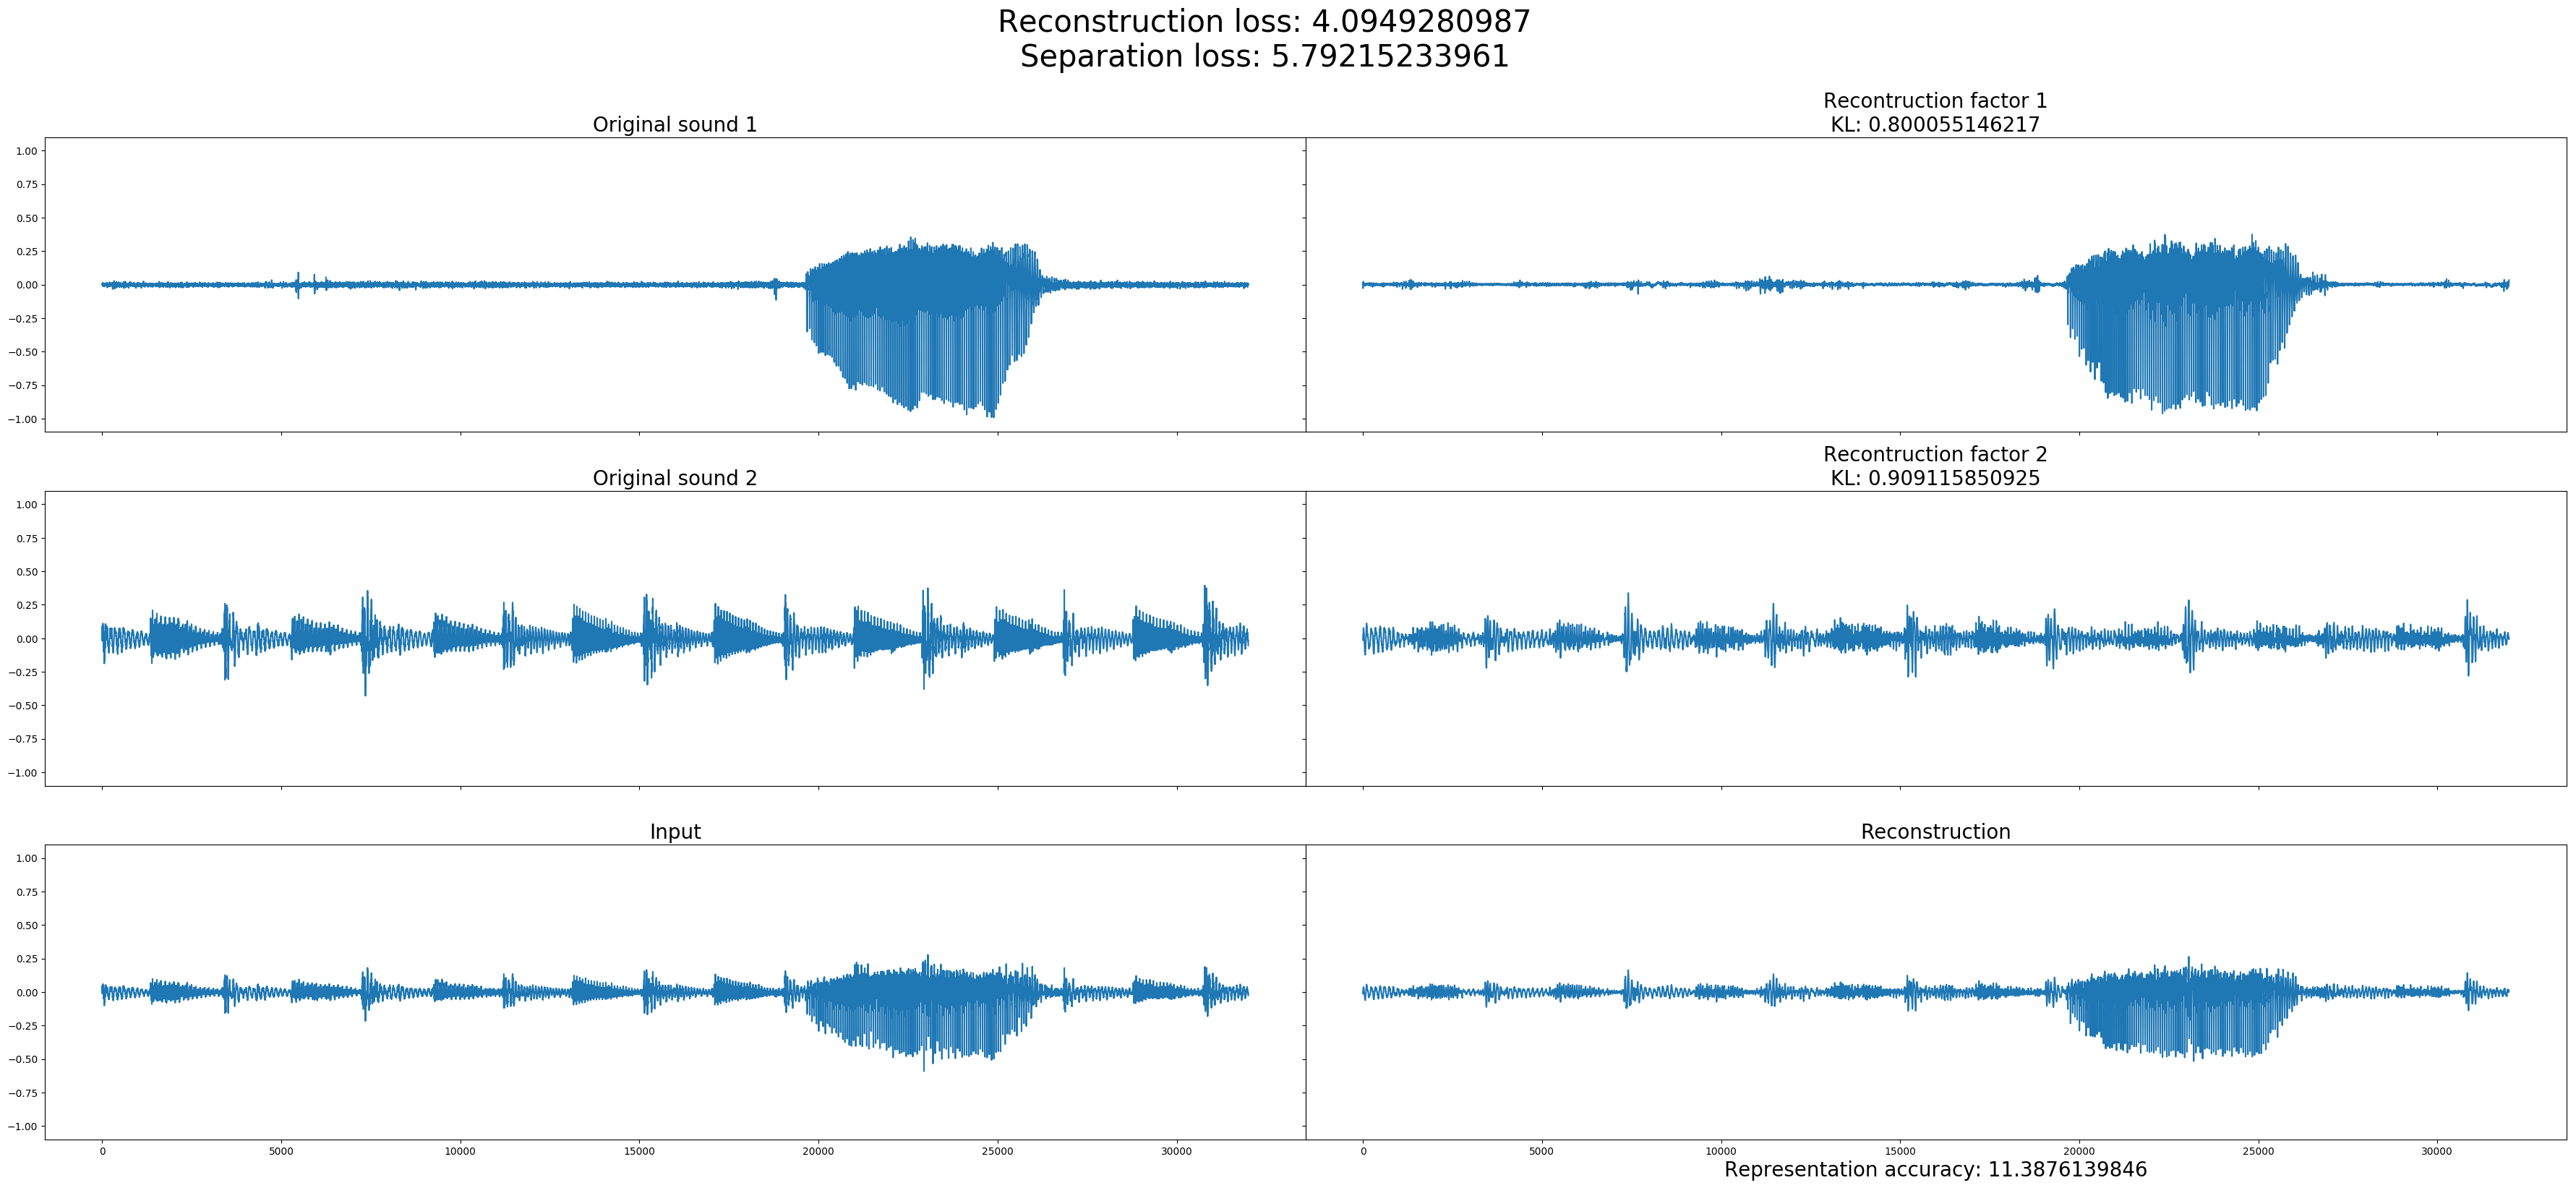 Reconstruction loss: 4.0949280987
Separation loss: 5.79215233961
Original sound 1
Recontruction factor 1
KL: 0.800055146217
1.00
0.75
0.50
0.25
0.00
−0.25
−0.50
−0.75
−1.00
Original sound 2
Recontruction factor 2
KL: 0.909115850925
1.00
0.75
0.50
0.25
0.00
−0.25
−0.50
−0.75
−1.00
Input
Reconstruction
1.00
0.75
0.50
0.25
0.00
−0.25
−0.50
−0.75
−1.00
0 5000 10000 15000 20000 25000 30000
0 5000 10000 15000 20000 25000 30000
Representation accuracy: 11.3876139846